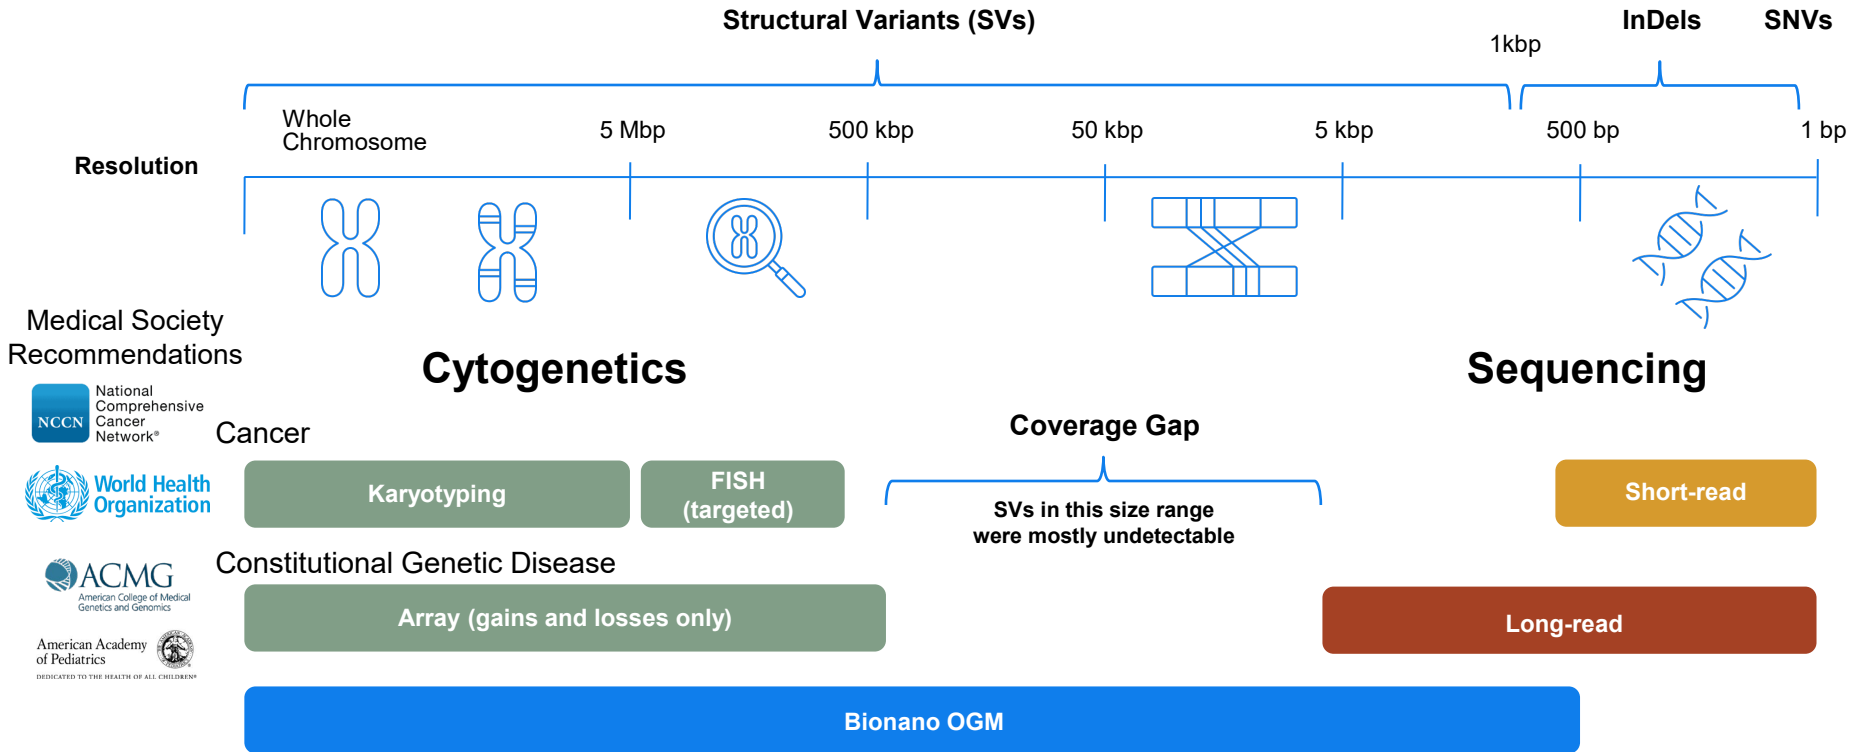 Structural Variants (SVs)
InDels
SNVs
1kbp
Whole
Chromosome
5 Mbp
500 kbp
50 kbp
5 kbp
500 bp
1 bp
Resolution
Medical Society
Recommendations
Cytogenetics
Sequencing
NCCN
National
Comprehensive
Cancer
Network®
Cancer
Coverage Gap
World Health
Organization
Karyotyping
FISH
(targeted)
SVs in this size range
were mostly undetectable
Short-read
Constitutional Genetic Disease
ACMG
American College of Medical
Genetics and Genomics
Array (gains and losses only)
Long-read
American Academy
of Pediatrics
DEDICATED TO THE HEALTH OF ALL CHILDREN®
Bionano OGM